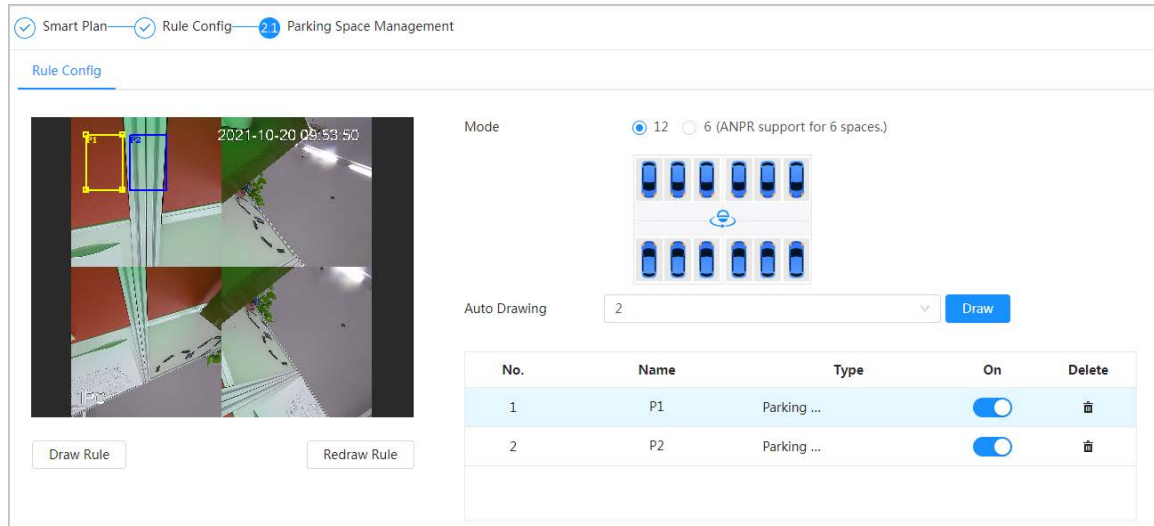 Smart Plan Rule Config 2.1 Parking Space Management
Rule Config
P1 P2 2021-10-20 09:53:50
IPC
Draw Rule Redraw Rule
Mode 12 6 (ANPR support for 6 spaces.)
Auto Drawing 2 Draw
No. Name Type On Delete
1 P1 Parking ...
2 P2 Parking ...